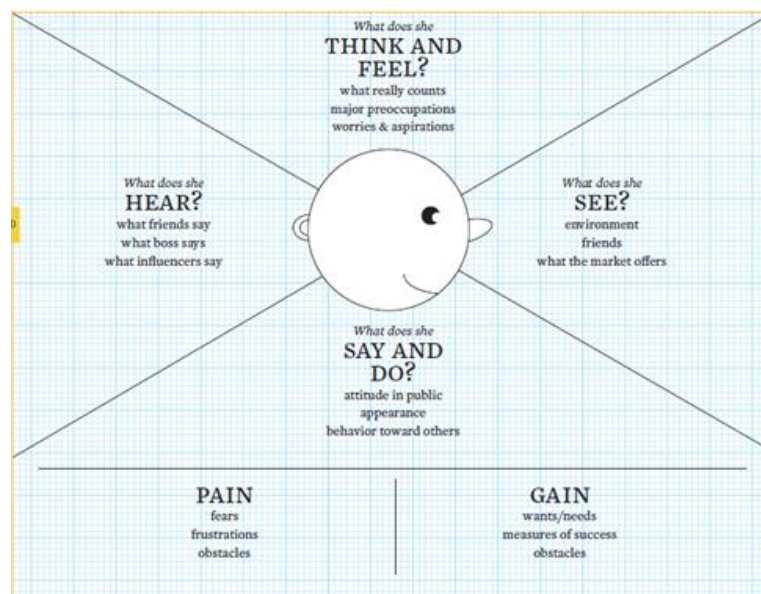 What does she
THINK AND
FEEL?
what really counts
major preoccupations
worries & aspirations
What does she
HEAR?
what friends say
what boss says
what influencers say
What does she
SEE?
environment
friends
what the market offers
What does she
SAY AND
DO?
attitude in public
appearance
behavior toward others
PAIN
fears
frustrations
obstacles
GAIN
wants/needs
measures of success
obstacles